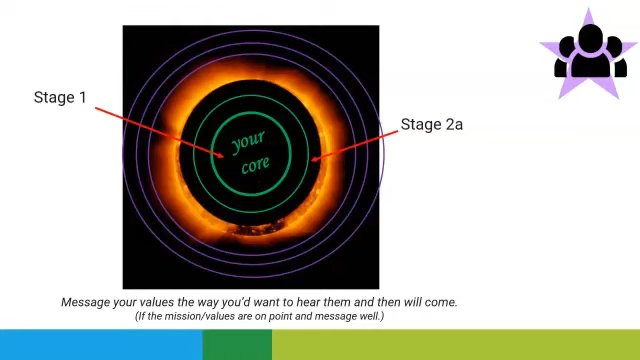 Stage 1
Stage 2a
your
core
Message your values the way you'd want to hear them and then will come.
(If the mission/values are on point and message well.)